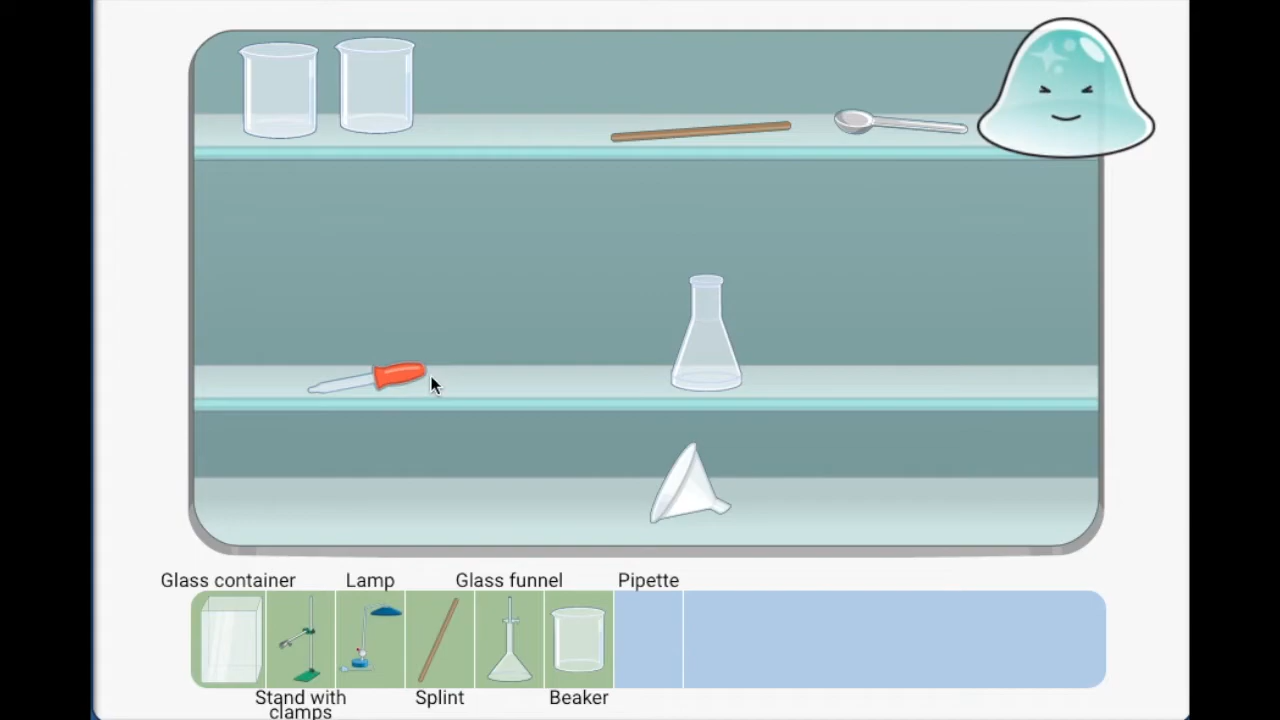 Glass container
Lamp
Glass funnel
Pipette
Stand with
clamps
Splint
Beaker